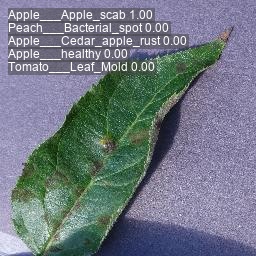 Apple___Apple_scab 1.00
Peach___Bacterial_spot 0.00
Apple___Cedar_apple_rust 0.00
Apple___healthy 0.00
Tomato___Leaf_Mold 0.00